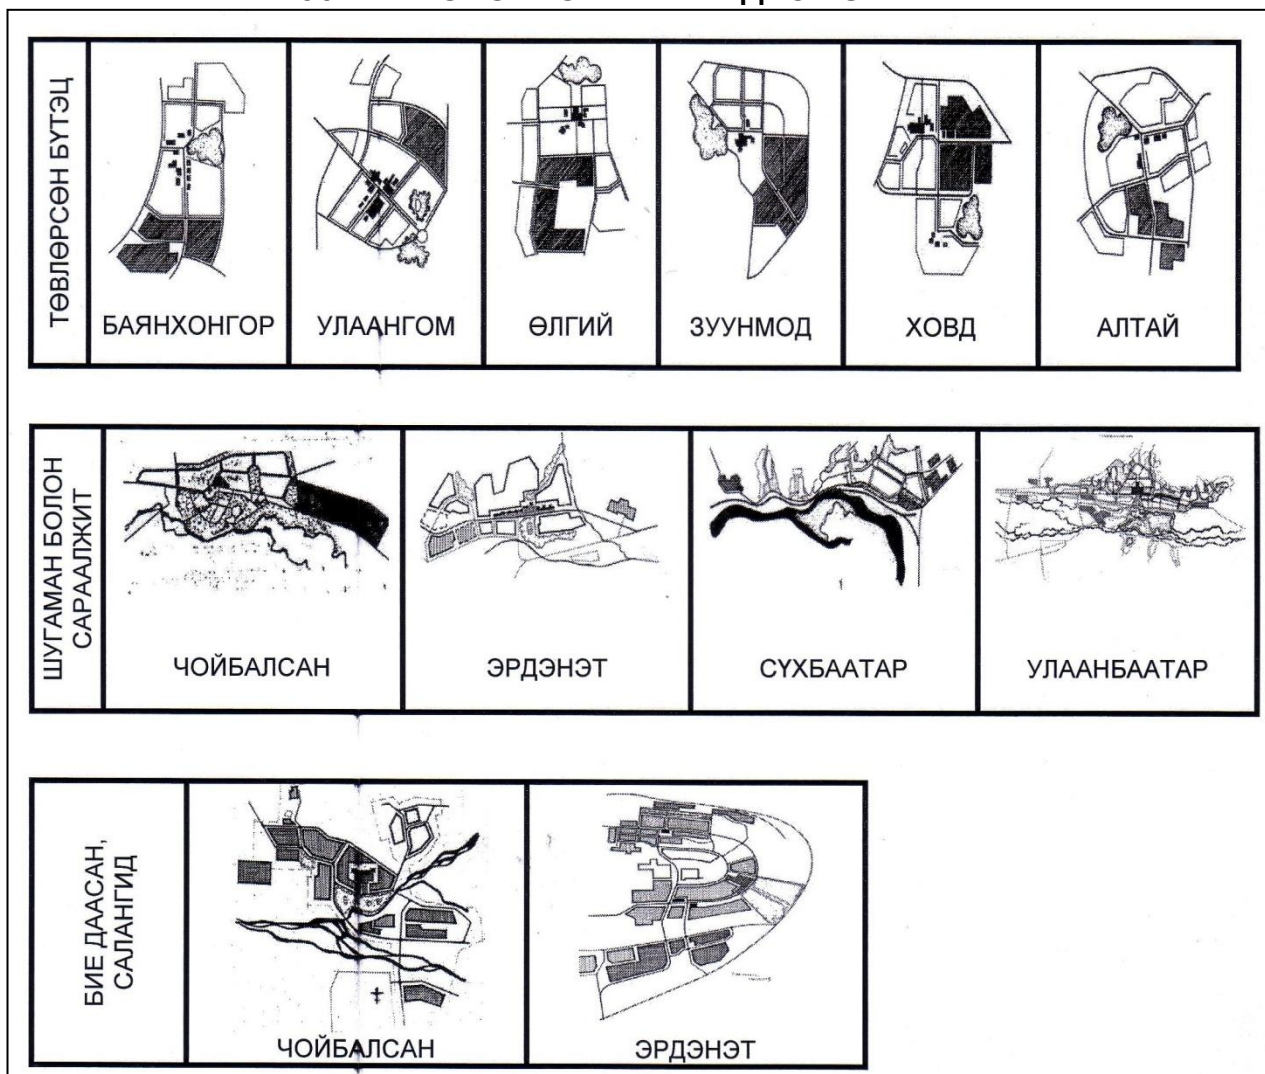 ТӨВЛӨРСӨН БҮТЭЦ
БАЯНХОНГОР
УЛААНГОМ
ӨЛГИЙ
ЗУУНМОД
ХОВД
АЛТАЙ
ШУГАМАН БОЛОН
САРААЛЖИТ
ЧОЙБАЛСАН
ЭРДЭНЭТ
СҮХБААТАР
УЛААНБААТАР
БИЕ ДААСАН,
САЛАНГИД
ЧОЙБАЛСАН
ЭРДЭНЭТ